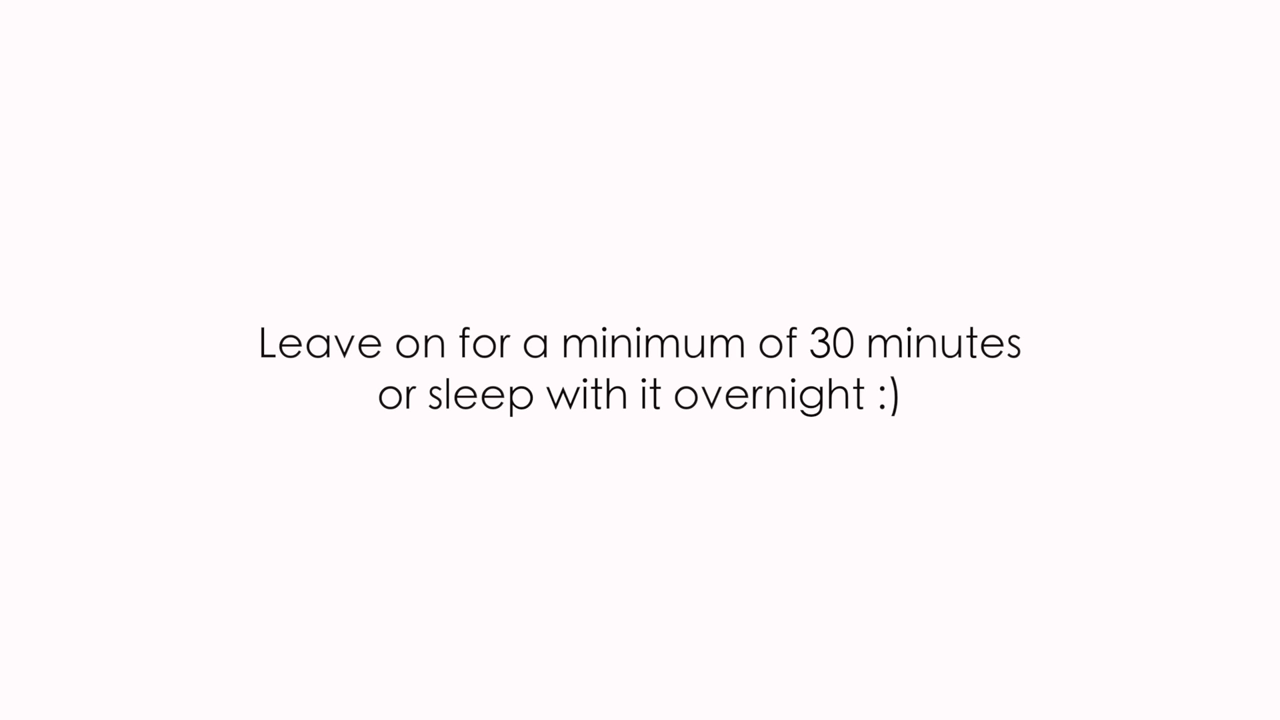 Leave on for a minimum of 30 minutes
or sleep with it overnight :)